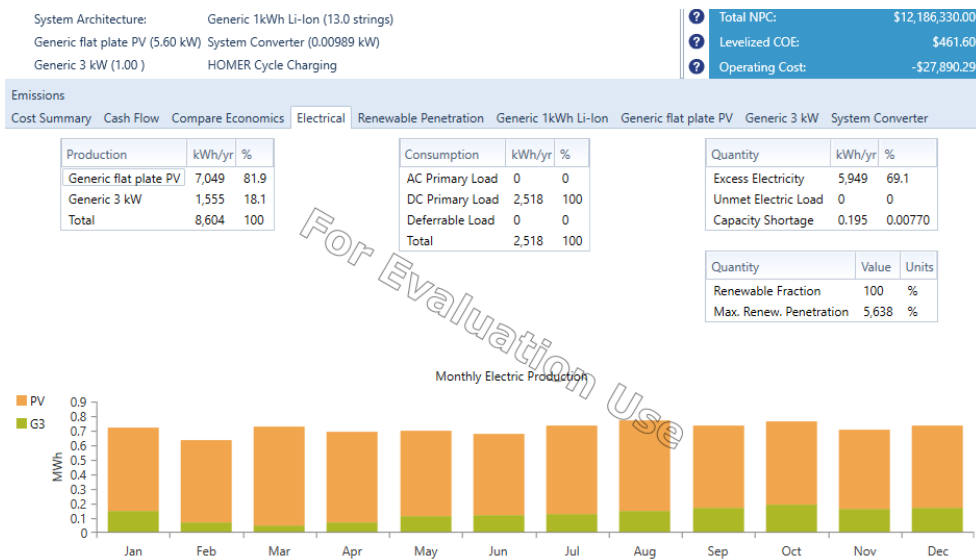 System Architecture: Generic 1kWh Li-Ion (13.0 strings)
Generic flat plate PV (5.60 kW) System Converter (0.00989 kW)
Generic 3 kW (1.00 ) HOMER Cycle Charging
Total NPC: $12,186,330.00
Levelized COE: $461.60
Operating Cost: -$27,890.29
Emissions
Cost Summary Cash Flow Compare Economics Electrical Renewable Penetration Generic 1kWh Li-Ion Generic flat plate PV Generic 3 kW System Converter
Production kWh/yr %
Generic flat plate PV 7,049 81.9
Generic 3 kW 1,555 18.1
Total 8,604 100
Consumption kWh/yr %
AC Primary Load 0 0
DC Primary Load 2,518 100
Deferrable Load 0 0
Total 2,518 100
Quantity kWh/yr %
Excess Electricity 5,949 69.1
Unmet Electric Load 0 0
Capacity Shortage 0.195 0.00770
Quantity Value Units
Renewable Fraction 100 %
Max. Renew. Penetration 5,638 %
For Evaluation Use
Monthly Electric Production
PV
G3
MWh
0.9
0.8
0.7
0.6
0.5
0.4
0.3
0.2
0.1
0
Jan Feb Mar Apr May Jun Jul Aug Sep Oct Nov Dec